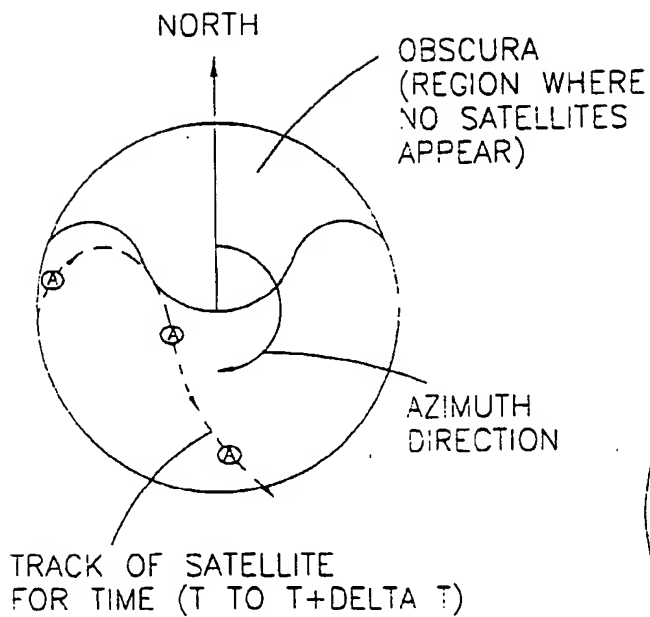 NORTH
OBSCURA
(REGION WHERE
NO SATELLITES
APPEAR)
A
A
A
AZIMUTH
DIRECTION
TRACK OF SATELLITE
FOR TIME (T TO T+DELTA T)